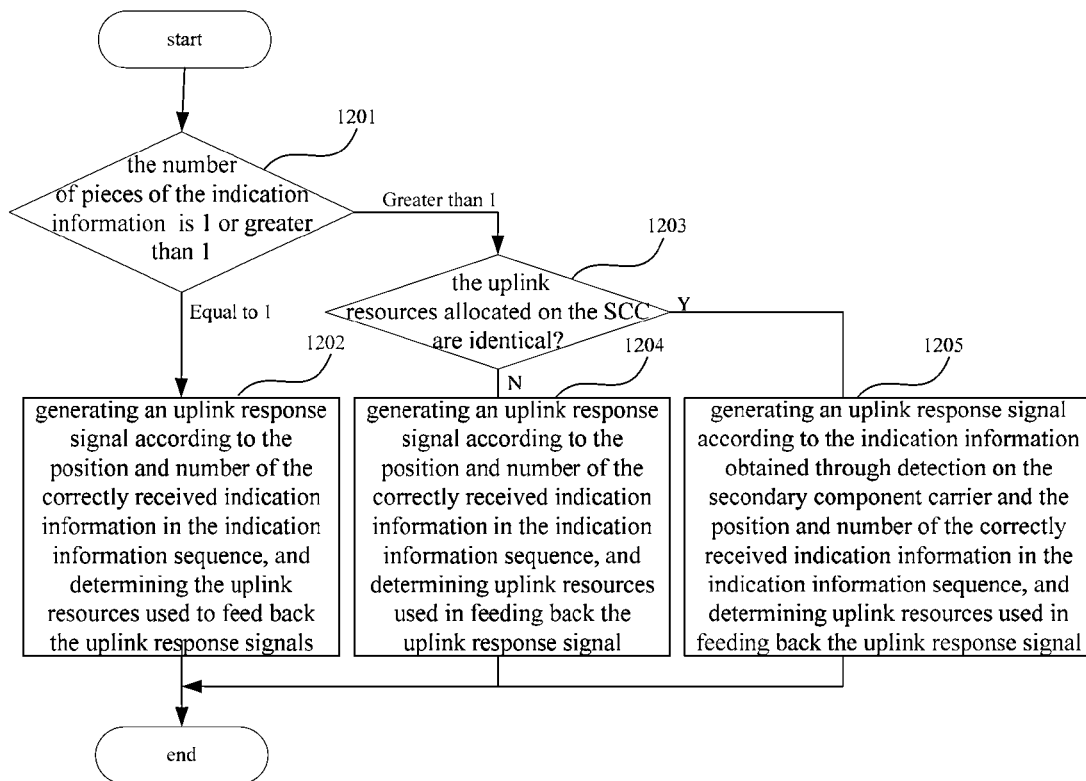 start
1201
the number
of pieces of the indication
information is 1 or greater
than 1
Greater than 1
1203
the uplink
resources allocated on the SCC
are identical?
Y
Equal to 1
1202
N
1204
1205
generating an uplink response
signal according to the
position and number of the
correctly received indication
information in the indication
information sequence, and
determining the uplink
resources used to feed back
the uplink response signals
generating an uplink response
signal according to the
position and number of the
correctly received indication
information in the indication
information sequence, and
determining uplink resources
used in feeding back the
uplink response signal
generating an uplink response signal
according to the indication information
obtained through detection on the
secondary component carrier and the
position and number of the correctly
received indication information in the
indication information sequence, and
determining uplink resources used in
feeding back the uplink response signal
end